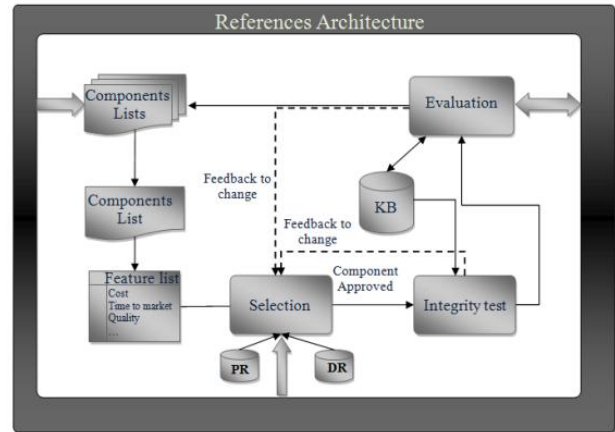 References Architecture
Components
Lists
Evaluation
Feedback to
change
KB
Components
List
Feedback to
change
Feature list
Cost
Time to market
Quality
...
Selection
Component
Approved
Integrity test
PR
DR